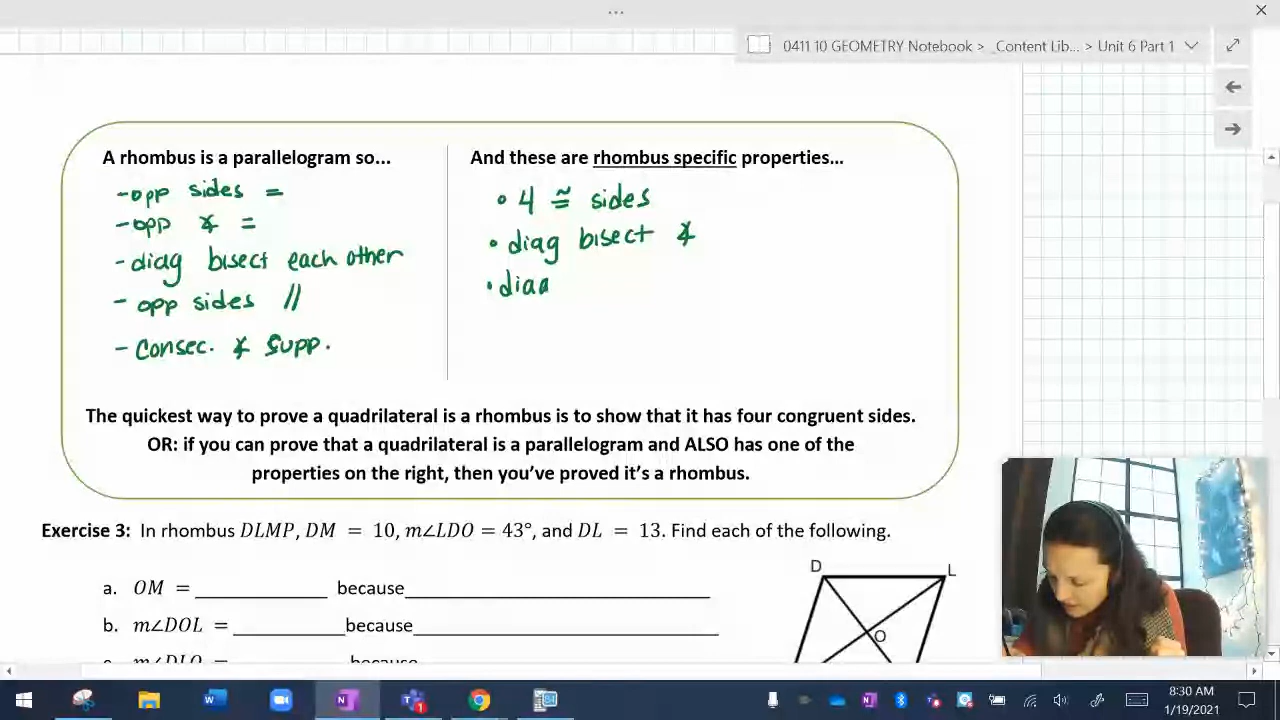 0411 10 GEOMETRY Notebook > _Content Lib... > Unit 6 Part 1
A rhombus is a parallelogram so...
-opp sides =
-opp ∡ =
-diag bisect each other
- opp sides //
- Consec. ∡ supp.
And these are rhombus specific properties...
• 4 ≅ sides
• diag bisect ∡
• diaa
The quickest way to prove a quadrilateral is a rhombus is to show that it has four congruent sides.
OR: if you can prove that a quadrilateral is a parallelogram and ALSO has one of the
properties on the right, then you've proved it's a rhombus.
Exercise 3: In rhombus DLMP, DM = 10, m∠LDO = 43°, and DL = 13. Find each of the following.
a. OM = ____________ because____________________________
b. m∠DOL = __________because____________________________
c. m∠DLO = because
D
L
O
8:30 AM
1/19/2021